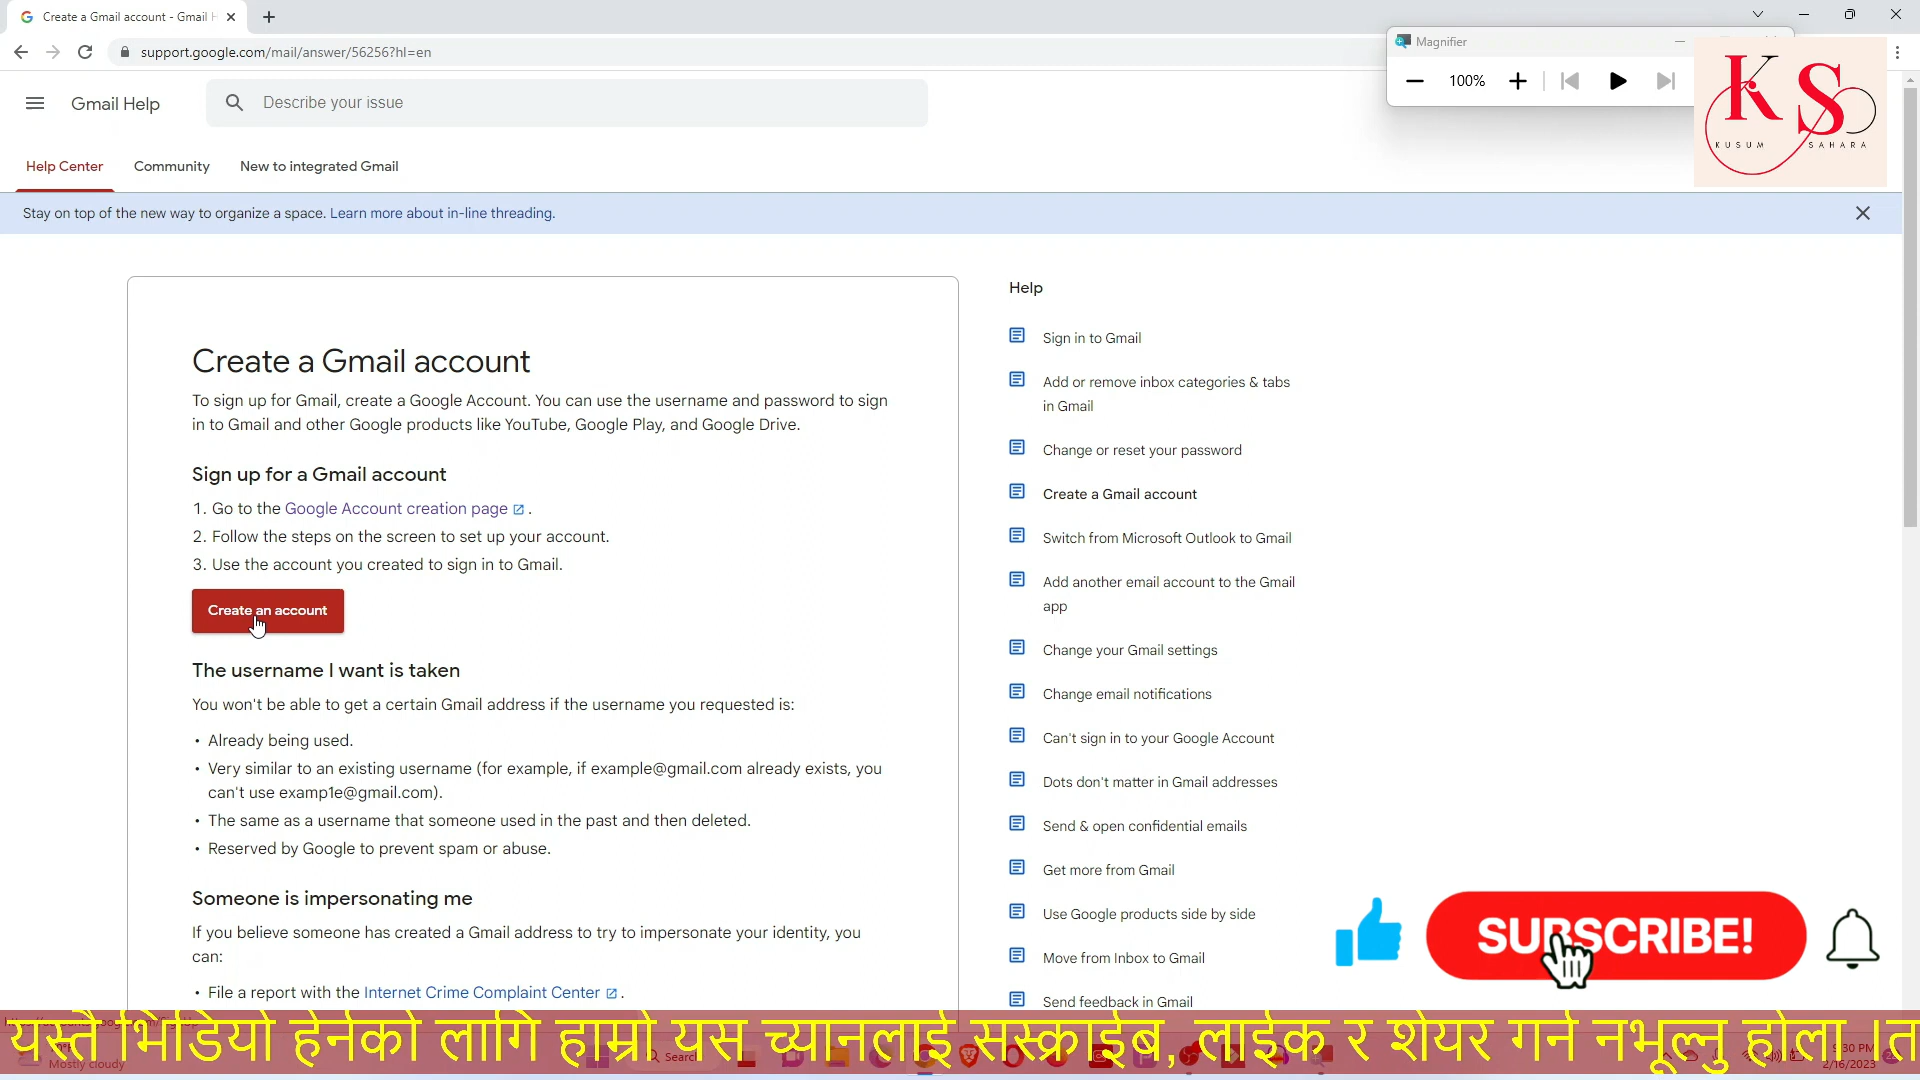 Create a Gmail account - Gmail H
support.google.com/mail/answer/56256?hl=en
Magnifier
100%
KS
KUSUM SAHARA
Gmail Help
Describe your issue
Help Center
Community
New to integrated Gmail
Stay on top of the new way to organize a space. Learn more about in-line threading.
Create a Gmail account
To sign up for Gmail, create a Google Account. You can use the username and password to sign
in to Gmail and other Google products like YouTube, Google Play, and Google Drive.
Sign up for a Gmail account
1. Go to the Google Account creation page .
2. Follow the steps on the screen to set up your account.
3. Use the account you created to sign in to Gmail.
Create an account
The username I want is taken
You won't be able to get a certain Gmail address if the username you requested is:
• Already being used.
• Very similar to an existing username (for example, if example@gmail.com already exists, you
can't use examp1e@gmail.com).
• The same as a username that someone used in the past and then deleted.
• Reserved by Google to prevent spam or abuse.
Someone is impersonating me
If you believe someone has created a Gmail address to try to impersonate your identity, you
can:
• File a report with the Internet Crime Complaint Center .
Help
Sign in to Gmail
Add or remove inbox categories & tabs
in Gmail
Change or reset your password
Create a Gmail account
Switch from Microsoft Outlook to Gmail
Add another email account to the Gmail
app
Change your Gmail settings
Change email notifications
Can't sign in to your Google Account
Dots don't matter in Gmail addresses
Send & open confidential emails
Get more from Gmail
Use Google products side by side
Move from Inbox to Gmail
Send feedback in Gmail
SUBSCRIBE!
यस्तै भिडियो हेर्नको लागि हाम्रो यस च्यानलाई सस्क्राईब, लाईक र शेयर गर्न नभूल्नु होला ।त
Mostly cloudy
Search
9:30 PM
2/16/2023